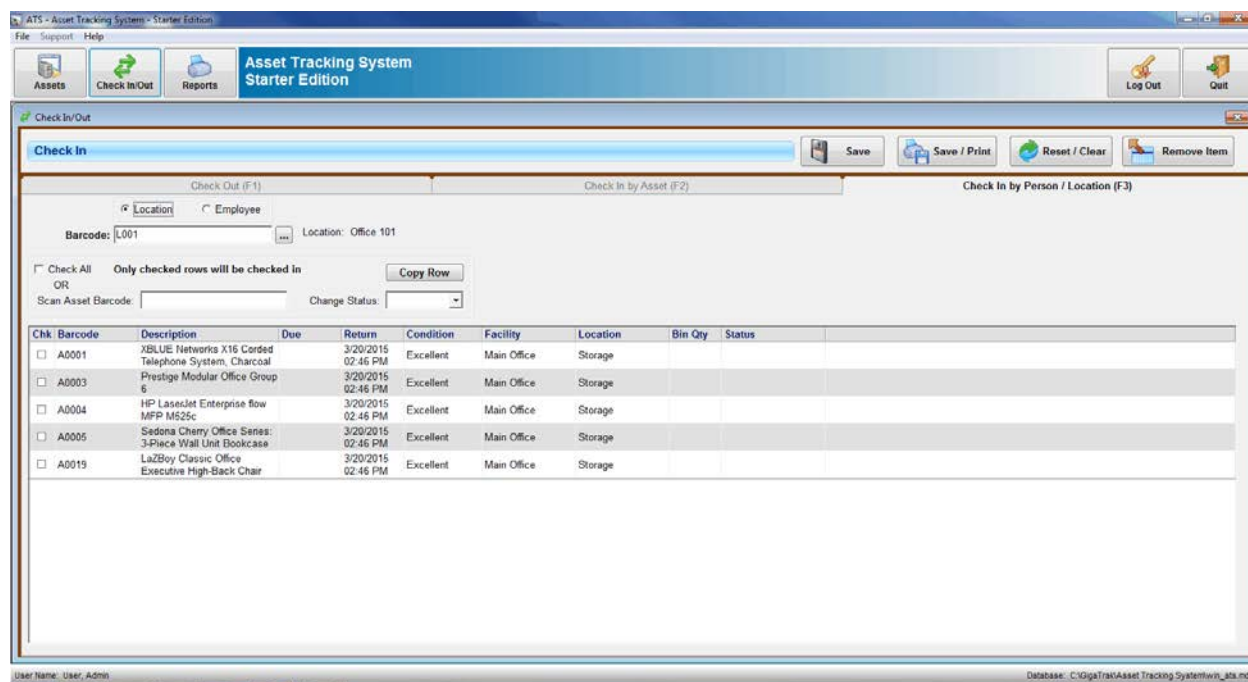 ATS - Asset Tracking System - Starter Edition
File Support Help
Assets Check In/Out Reports Asset Tracking System Log Out Quit
Starter Edition
Check In/Out
Check In Save Save / Print Reset / Clear Remove Item
Check Out (F1) Check In by Asset (F2) Check In by Person / Location (F3)
Location Employee
Barcode: L001 ... Location: Office 101
Check All Only checked rows will be checked in Copy Row
OR
Scan Asset Barcode: Change Status:
Chk Barcode Description Due Return Condition Facility Location Bin Qty Status
A0001 XBLUE Networks X16 Corded 3/20/2015 Excellent Main Office Storage
Telephone System, Charcoal 02:46 PM
A0003 Prestige Modular Office Group 3/20/2015 Excellent Main Office Storage
6 02:46 PM
A0004 HP LaserJet Enterprise flow 3/20/2015 Excellent Main Office Storage
MFP M525c 02:46 PM
A0005 Sedona Cherry Office Series: 3/20/2015 Excellent Main Office Storage
3-Piece Wall Unit Bookcase 02:46 PM
A0019 LaZBoy Classic Office 3/20/2015 Excellent Main Office Storage
Executive High-Back Chair 02:46 PM
User Name: User, Admin Database: C:\GigaTrak\Asset Tracking System\win_ats.md